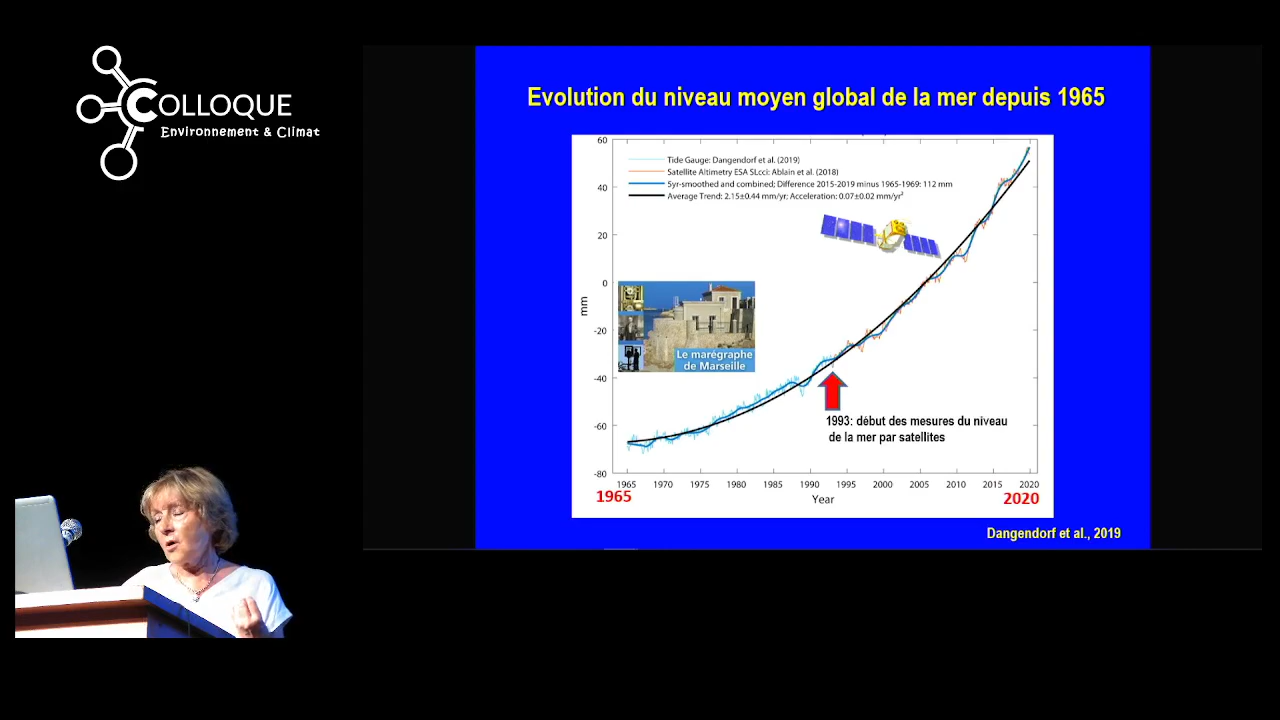 COLLOQUE
Environnement & Climat
Evolution du niveau moyen global de la mer depuis 1965
60
40
20
0
-20
-40
-60
-80
mm
Tide Gauge: Dangendorf et al. (2019)
Satellite Altimetry ESA SLcci: Ablain et al. (2018)
5yr-smoothed and combined; Difference 2015-2019 minus 1965-1969: 112 mm
Average Trend: 2.15±0.44 mm/yr; Acceleration: 0.07±0.02 mm/yr²
Le marégraphe
de Marseille
1993: début des mesures du niveau
de la mer par satellites
1965 1970 1975 1980 1985 1990 1995 2000 2005 2010 2015 2020
1965
Year
2020
Dangendorf et al., 2019